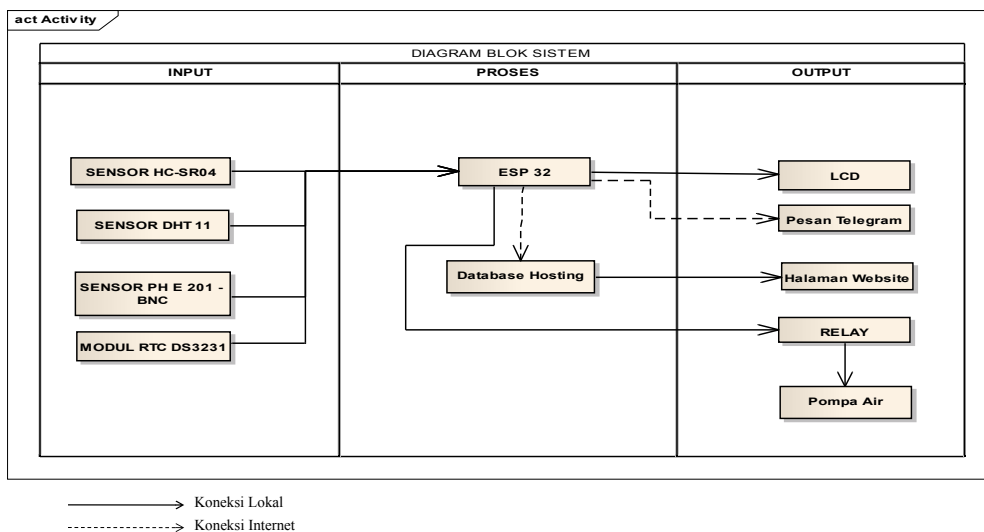 act Activity
DIAGRAM BLOK SISTEM
INPUT
PROSES
OUTPUT
SENSOR HC-SR04
SENSOR DHT 11
SENSOR PH E 201 -
BNC
MODUL RTC DS3231
ESP 32
Database Hosting
LCD
Pesan Telegram
Halaman Website
RELAY
Pompa Air
Koneksi Lokal
Koneksi Internet